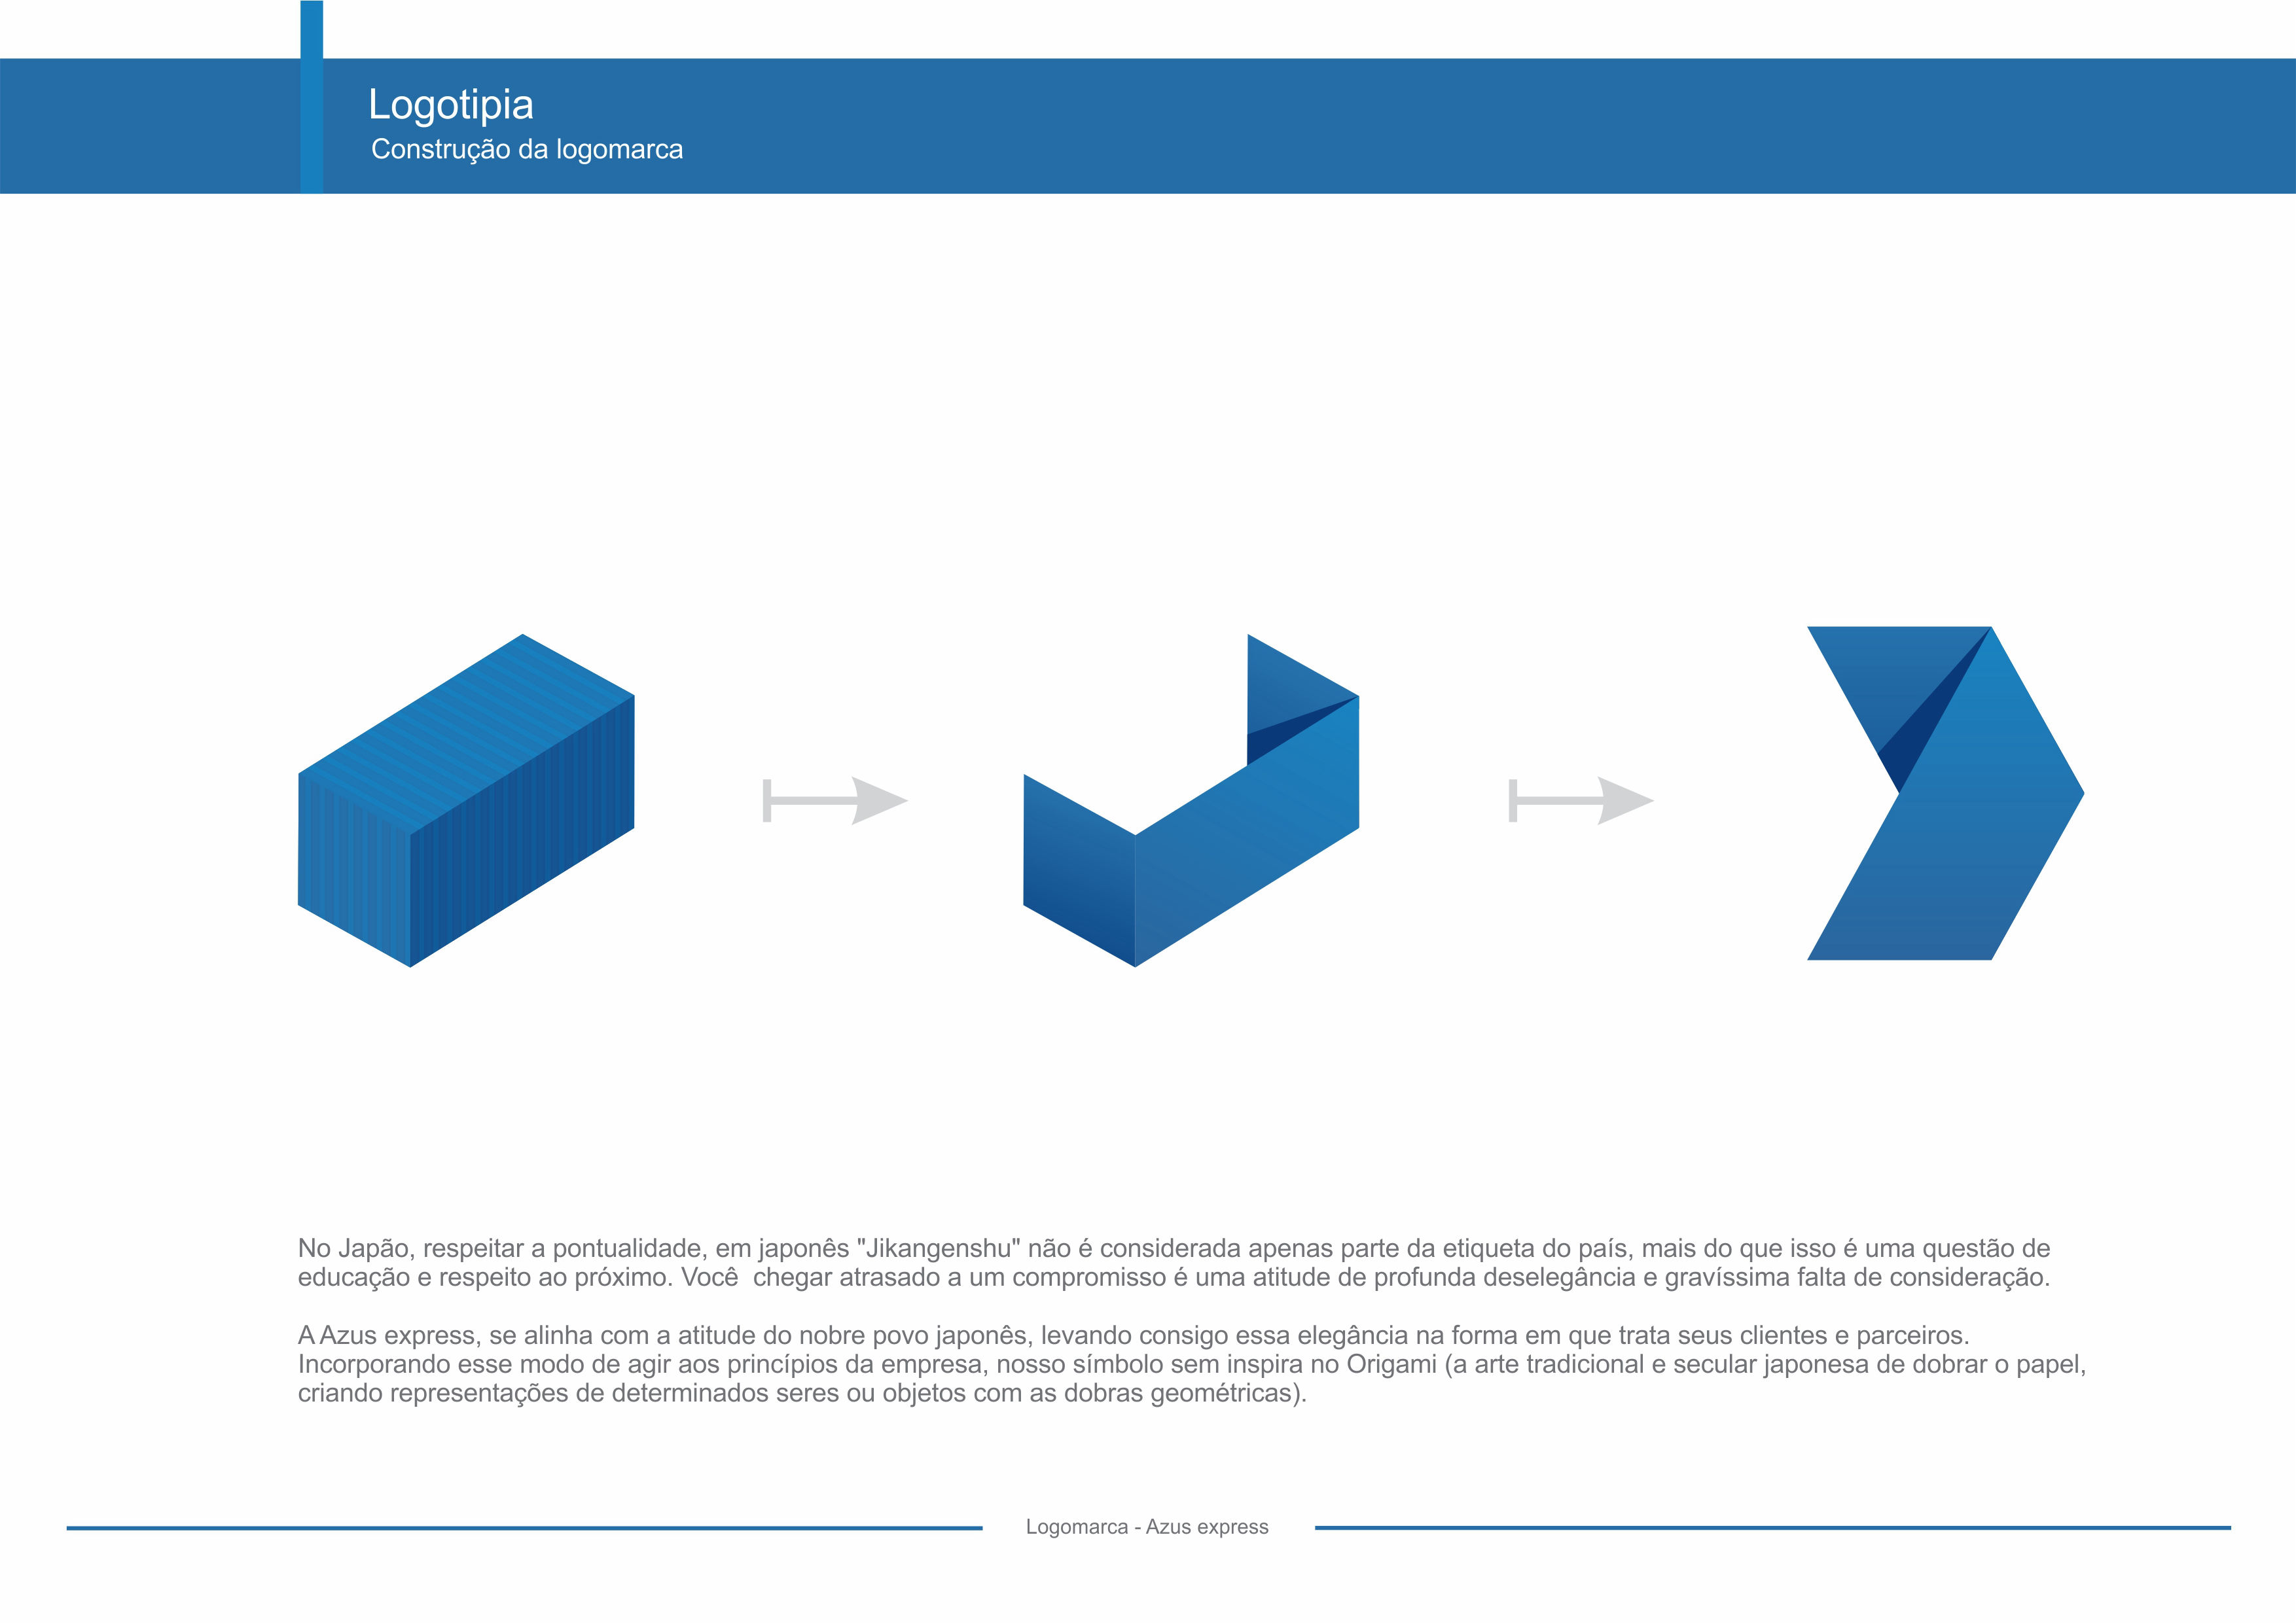 Logotipia
Construção da logomarca
No Japão, respeitar a pontualidade, em japonês "Jikangenshu" não é considerada apenas parte da etiqueta do país, mais do que isso é uma questão de
educação e respeito ao próximo. Você  chegar atrasado a um compromisso é uma atitude de profunda deselegância e gravíssima falta de consideração.
A Azus express, se alinha com a atitude do nobre povo japonês, levando consigo essa elegância na forma em que trata seus clientes e parceiros.
Incorporando esse modo de agir aos princípios da empresa, nosso símbolo sem inspira no Origami (a arte tradicional e secular japonesa de dobrar o papel,
criando representações de determinados seres ou objetos com as dobras geométricas).
Logomarca - Azus express